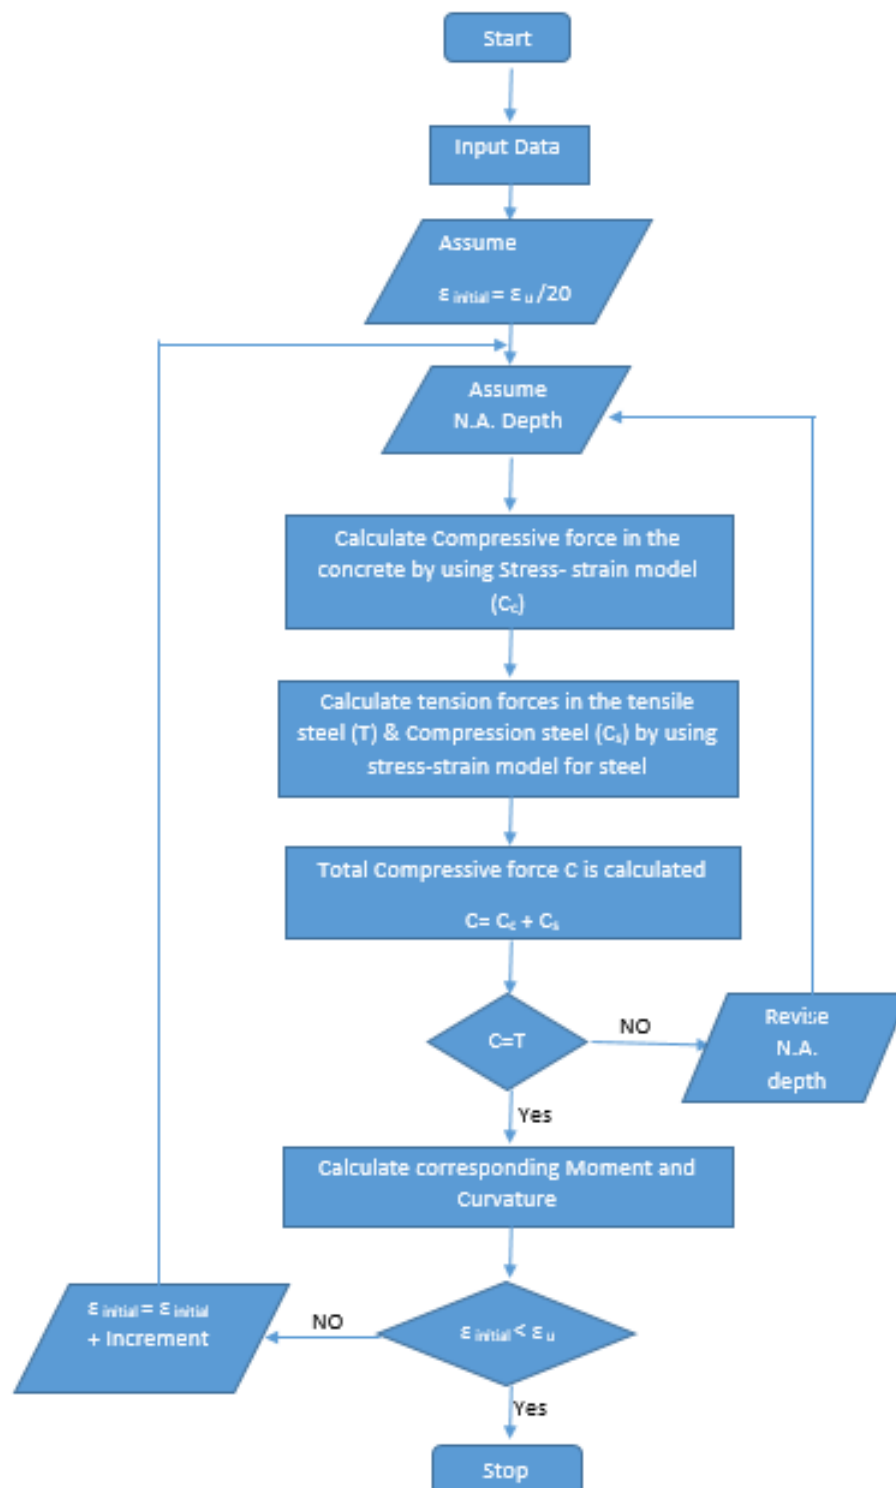 Start
Input Data
Assume
ε initial = ε u /20
Assume
N.A. Depth
Calculate Compressive force in the
concrete by using Stress- strain model
(Cc)
Calculate tension forces in the tensile
steel (T) & Compression steel (Cs) by using
stress-strain model for steel
Total Compressive force C is calculated
C= Cc + Cs
C=T
NO
Revise
N.A.
depth
Yes
Calculate corresponding Moment and
Curvature
ε initial = ε initial
+ Increment
NO
ε initial < ε u
Yes
Stop